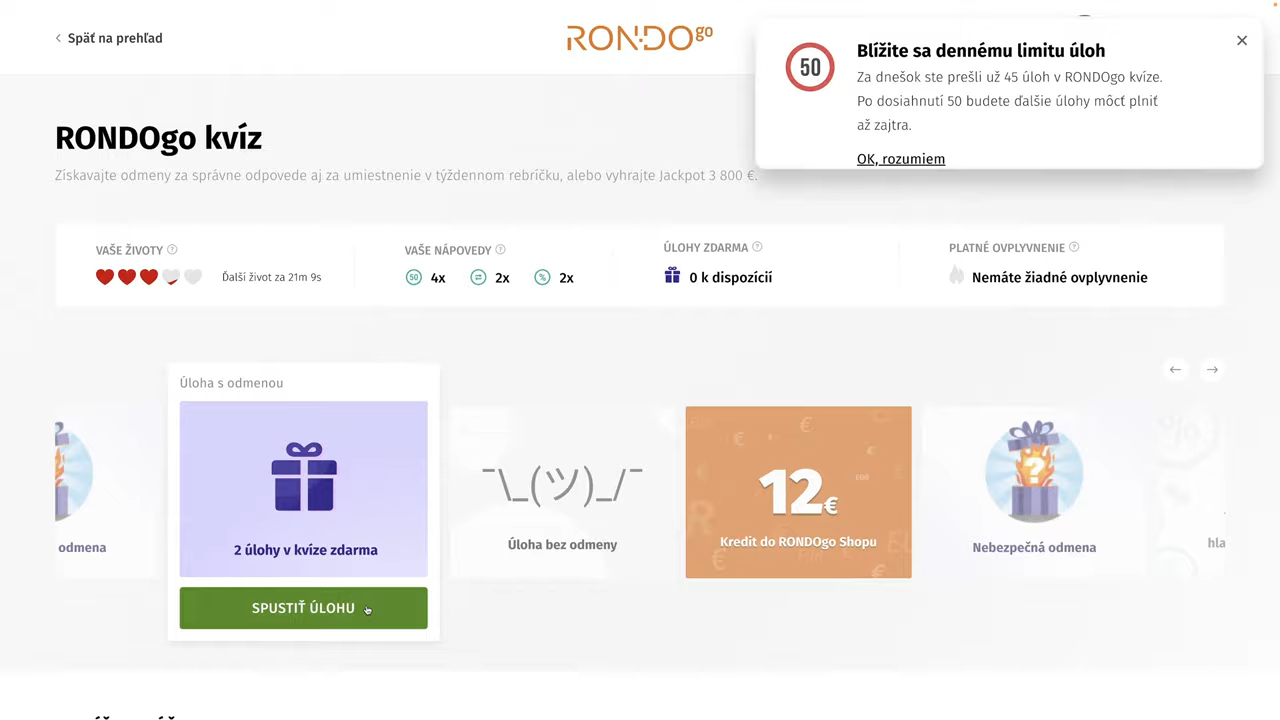 Späť na prehľad
RONDOgo
50
Blížite sa dennému limitu úloh
Za dnešok ste prešli už 45 úloh v RONDOgo kvíze.
Po dosiahnutí 50 budete ďalšie úlohy môcť plniť
až zajtra.
OK, rozumiem
RONDOgo kvíz
Získavajte odmeny za správne odpovede aj za umiestnenie v týždennom rebríčku, alebo vyhrajte Jackpot 3 800 €.
VAŠE ŽIVOTY
Ďalší život za 21m 9s
VAŠE NÁPOVEDY
50 4x 2x % 2x
ÚLOHY ZDARMA
0 k dispozícií
PLATNÉ OVPLYVNENIE
Nemáte žiadné ovplyvnenie
Úloha s odmenou
odmena
2 úlohy v kvíze zdarma
SPUSTIŤ ÚLOHU
¯\_(ツ)_/¯
Úloha bez odmeny
12€
Kredit do RONDOgo Shopu
?
Nebezpečná odmena
hla